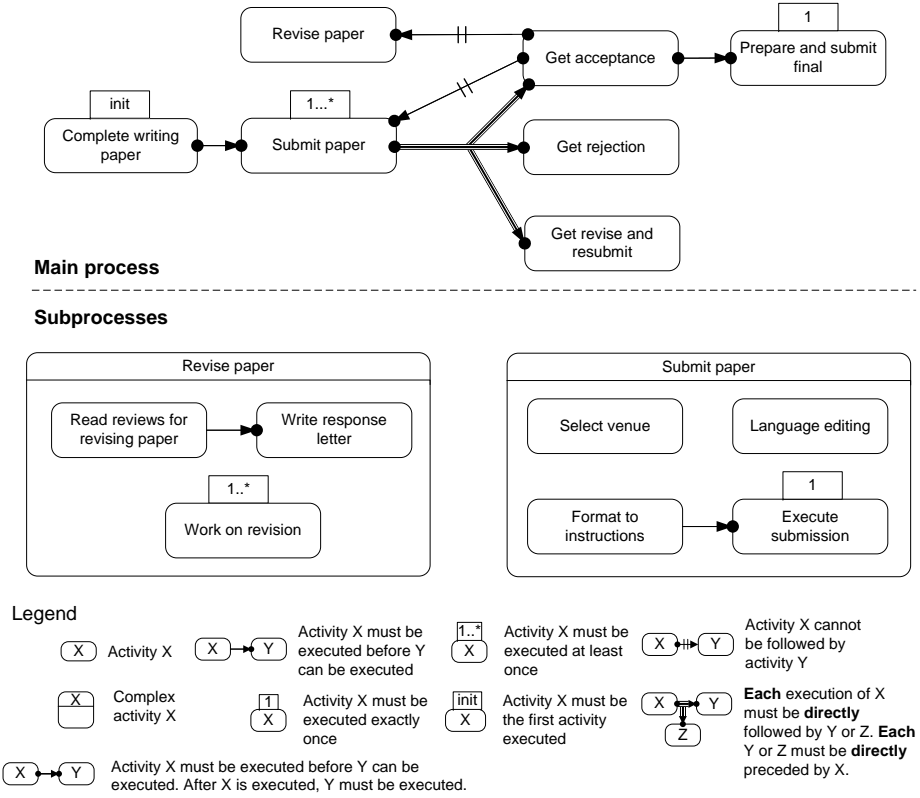 1
Revise paper
Get acceptance
Prepare and submit
final
init
1...*
Complete writing
paper
Submit paper
Get rejection
Get revise and
resubmit
Main process
Subprocesses
Revise paper
Read reviews for
revising paper
Write response
letter
1..*
Work on revision
Submit paper
Select venue
Language editing
1
Format to
instructions
Execute
submission
Legend
X
Activity X
X
Y
Activity X must be
executed before Y
can be executed
1..*
X
Activity X must be
executed at least
once
X
Y
Activity X cannot
be followed by
activity Y
X
Complex
activity X
1
X
Activity X must be
executed exactly
once
init
X
Activity X must be
the first activity
executed
X
Y
Z
Each execution of X
must be directly
followed by Y or Z. Each
Y or Z must be directly
preceded by X.
X
Y
Activity X must be executed before Y can be
executed. After X is executed, Y must be executed.